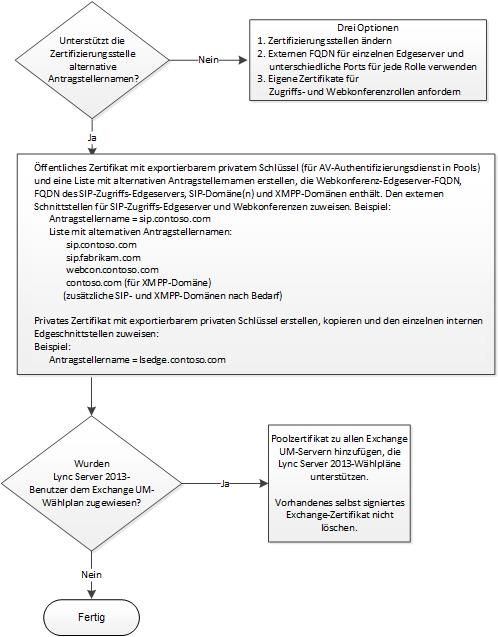 Unterstützt die
Zertifizierungsstelle
alternative
Antragstellernamen?
Nein
Drei Optionen
1. Zertifizierungsstellen ändern
2. Externen FQDN für einzelnen Edgeserver und
unterschiedliche Ports für jede Rolle verwenden
3. Eigene Zertifikate für
Zugriffs- und Webkonferenzrollen anfordern
Ja
Öffentliches Zertifikat mit exportierbarem privatem Schlüssel (für AV-Authentifizierungsdienst in Pools)
und eine Liste mit alternativen Antragstellernamen erstellen, die Webkonferenz-Edgeserver-FQDN,
FQDN des SIP-Zugriffs-Edgeservers, SIP-Domäne(n) und XMPP-Domänen enthält. Den externen
Schnittstellen für SIP-Zugriffs-Edgeserver und Webkonferenzen zuweisen. Beispiel:
Antragstellername = sip.contoso.com
Liste mit alternativen Antragstellernamen:
sip.contoso.com
sip.fabrikam.com
webcon.contoso.com
contoso.com (für XMPP-Domäne)
(zusätzliche SIP- und XMPP-Domänen nach Bedarf)
Privates Zertifikat mit exportierbarem privaten Schlüssel erstellen, kopieren und den einzelnen internen
Edgeschnittstellen zuweisen:
Beispiel:
Antragstellername = lsedge.contoso.com
Wurden
Lync Server 2013-
Benutzer dem Exchange UM-
Wählplan zugewiesen?
Ja
Poolzertifikat zu allen Exchange
UM-Servern hinzufügen, die
Lync Server 2013-Wählpläne
unterstützen.
Vorhandenes selbst signiertes
Exchange-Zertifikat nicht
löschen.
Nein
Fertig